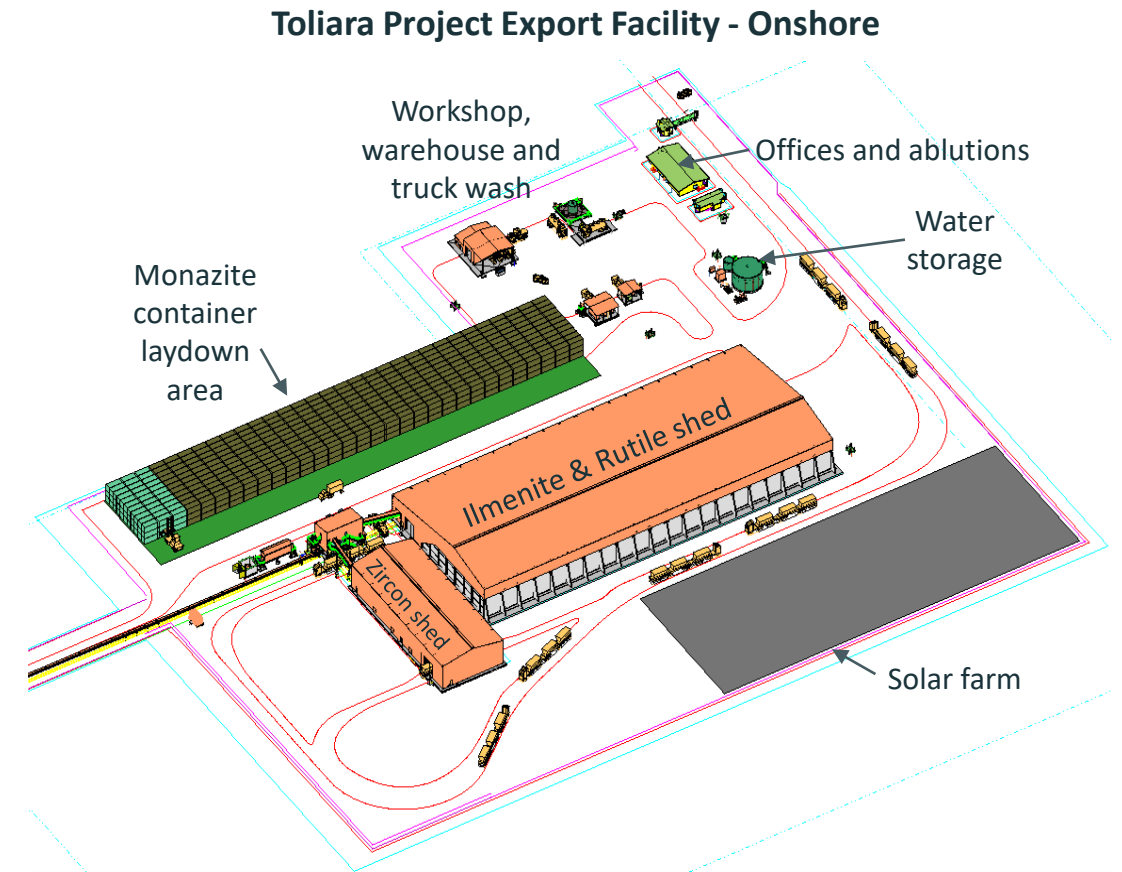 Toliara Project Export Facility - Onshore
Workshop,
warehouse and
truck wash
Offices and ablutions
Water
storage
Monazite
container
laydown
area
Ilmenite & Rutile shed
Zircon shed
Solar farm